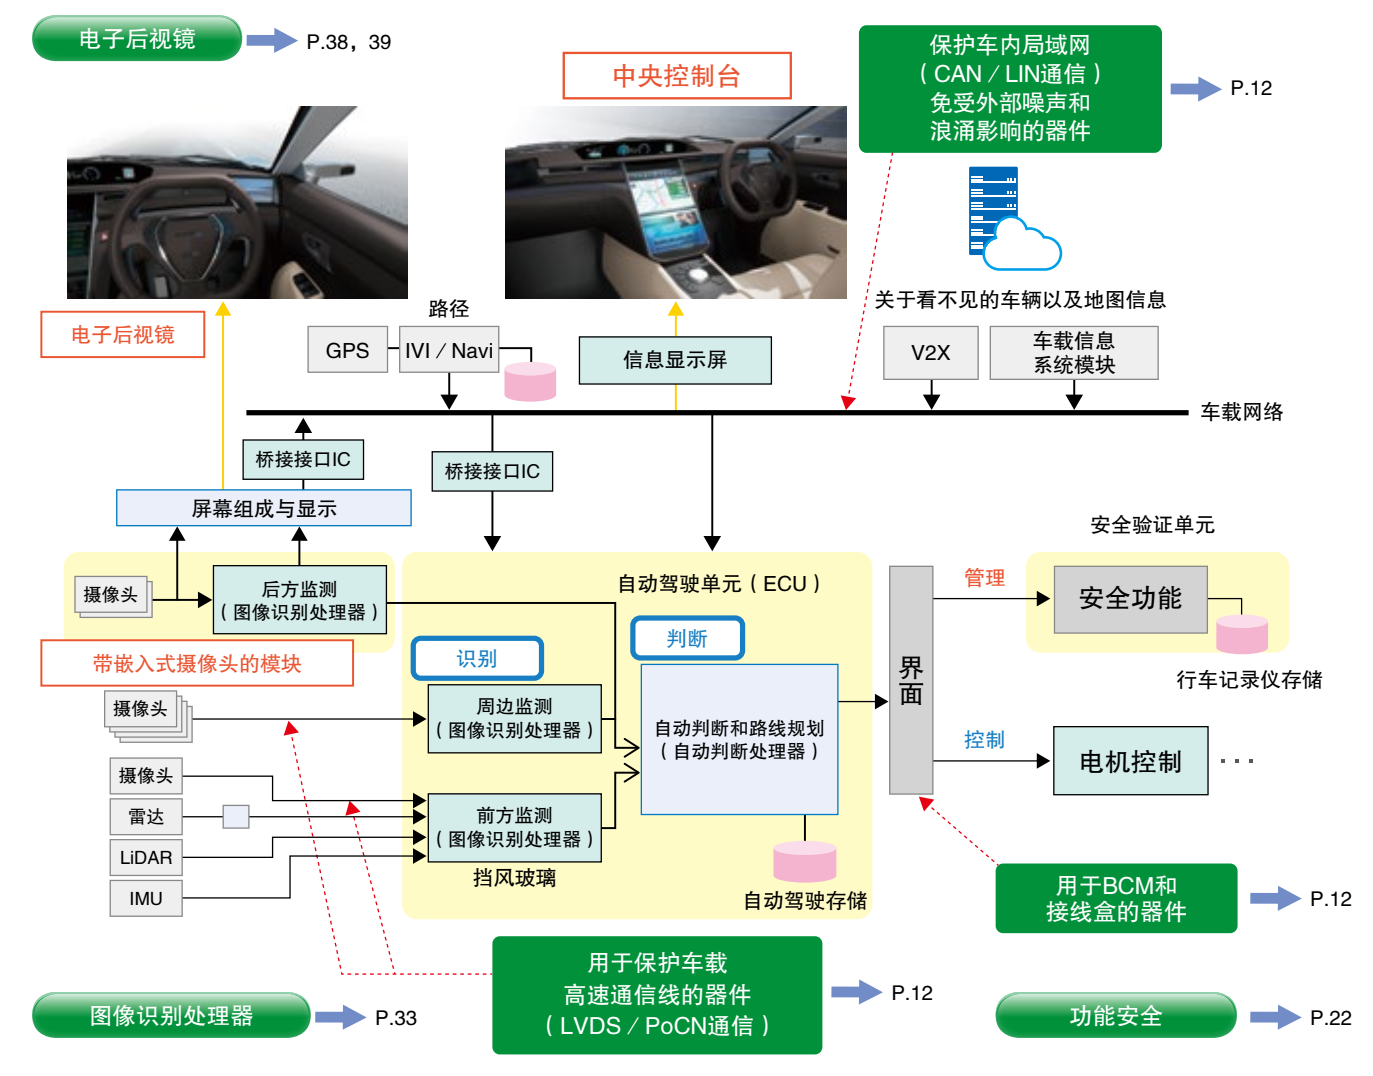 电子后视镜
P.38，39
中央控制台
保护车内局域网
（CAN／LIN通信）
免受外部噪声和
浪涌影响的器件
P.12
电子后视镜
路径
GPS
IVI／Navi
信息显示屏
关于看不见的车辆以及地图信息
V2X
车载信息
系统模块
车载网络
桥接接口IC
桥接接口IC
屏幕组成与显示
摄像头
后方监测
（图像识别处理器）
带嵌入式摄像头的模块
自动驾驶单元（ECU）
识别
判断
摄像头
周边监测
（图像识别处理器）
自动判断和路线规划
（自动判断处理器）
摄像头
雷达
LiDAR
IMU
前方监测
（图像识别处理器）
挡风玻璃
自动驾驶存储
界面
安全验证单元
管理
安全功能
行车记录仪存储
控制
电机控制
···
用于BCM和
接线盒的器件
P.12
用于保护车载
高速通信线的器件
（LVDS／PoCN通信）
P.12
图像识别处理器
P.33
功能安全
P.22